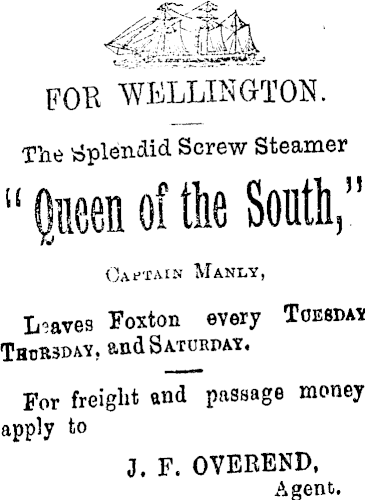 FOR WELLINGTON.
The Splendid Screw Steamer
"Queen of the South,"
CAPTAIN MANLY,
Leaves Foxton every TUESDAY
THURSDAY, and SATURDAY.
For freight and passage money
apply to
J. F. OVEREND,
Agent.